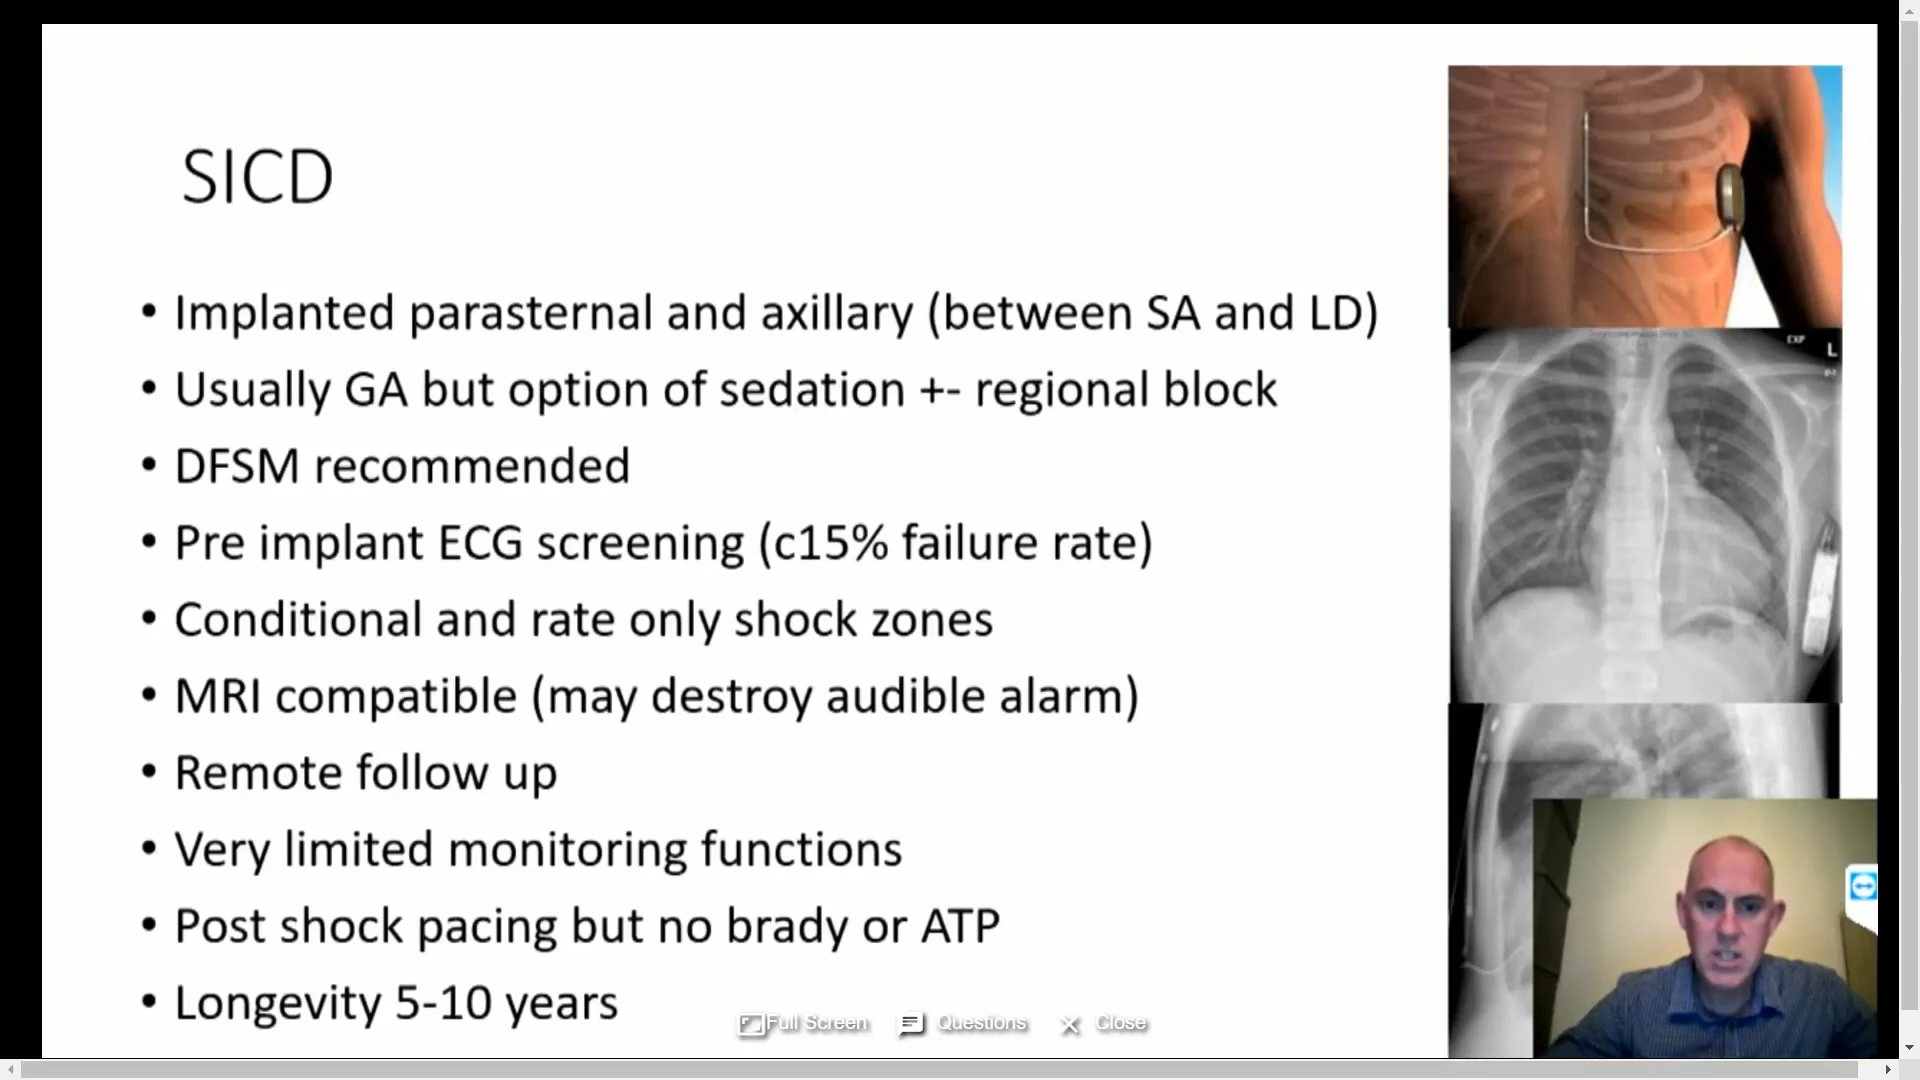 SICD
• Implanted parasternal and axillary (between SA and LD)
• Usually GA but option of sedation +- regional block
• DFSM recommended
• Pre implant ECG screening (c15% failure rate)
• Conditional and rate only shock zones
• MRI compatible (may destroy audible alarm)
• Remote follow up
• Very limited monitoring functions
• Post shock pacing but no brady or ATP
• Longevity 5-10 years
EXP
L
Full Screen Questions Close